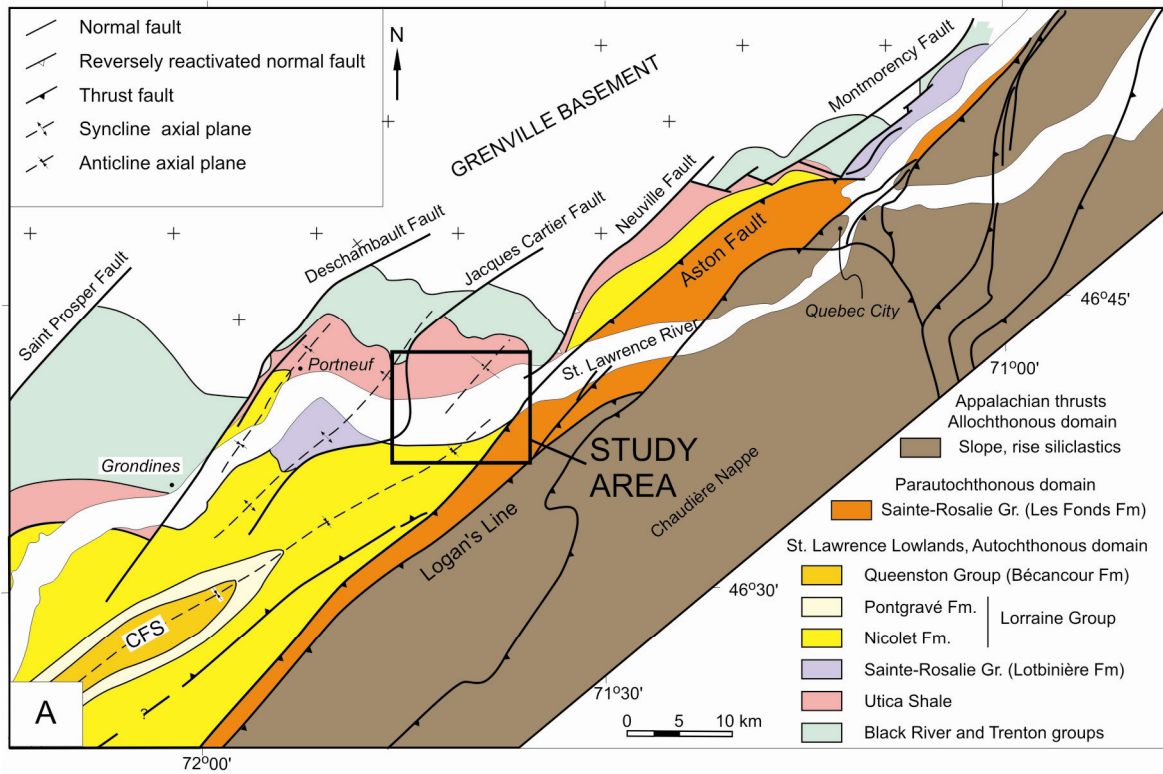 Normal fault
Reversely reactivated normal fault
Thrust fault
Syncline axial plane
Anticline axial plane
N
GRENVILLE BASEMENT
Montmorency Fault
Neuville Fault
Deschambault Fault
Jacques Cartier Fault
Saint Prosper Fault
Aston Fault
Portneuf
St. Lawrence River
Quebec City
46°45'
71°00'
Grondines
STUDY
AREA
Chaudière Nappe
Logan's Line
46°30'
71°30'
CFS
?
A
72°00'
0 5 10 km
Appalachian thrusts
Allochthonous domain
Slope, rise siliclastics
Parautochthonous domain
Sainte-Rosalie Gr. (Les Fonds Fm)
St. Lawrence Lowlands, Autochthonous domain
Queenston Group (Bécancour Fm)
Pontgravé Fm.
Lorraine Group
Nicolet Fm.
Sainte-Rosalie Gr. (Lotbinière Fm)
Utica Shale
Black River and Trenton groups